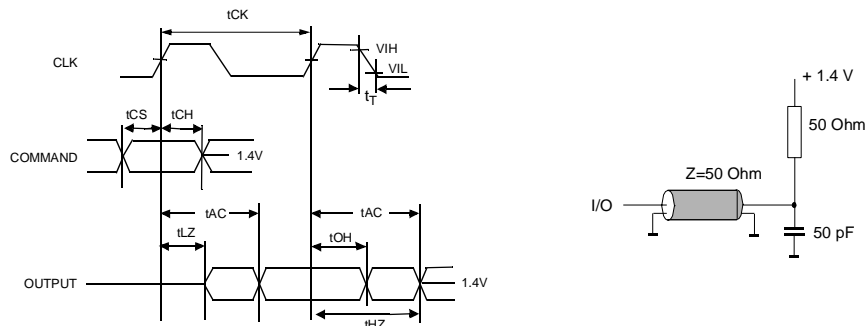 tCK
CLK
VIH
VIL
tT
tCS
tCH
COMMAND
1.4V
tAC
tAC
tLZ
tOH
OUTPUT
1.4V
tHZ
+ 1.4 V
50 Ohm
Z=50 Ohm
I/O
50 pF